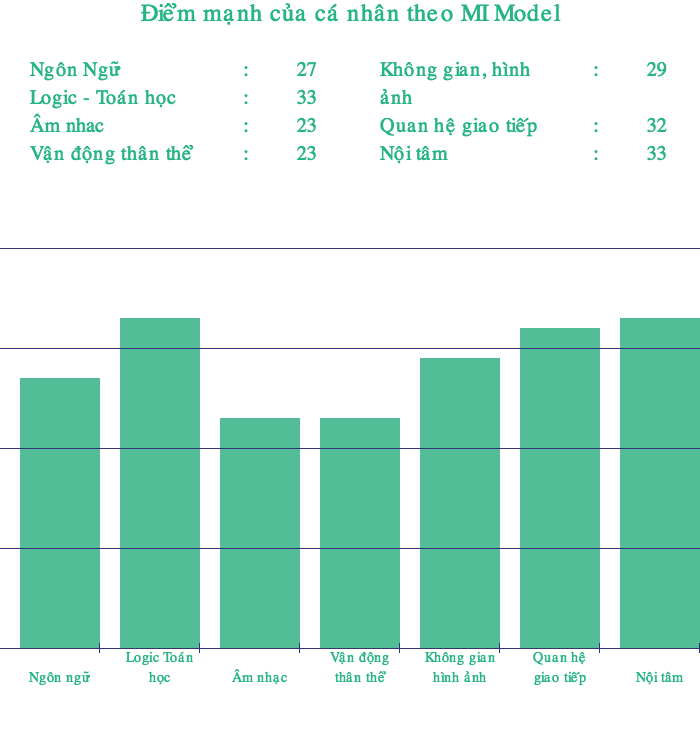 Điểm mạnh của cá nhân theo MI Model
Ngôn Ngữ : 27
Logic - Toán học : 33
Âm nhac : 23
Vận động thân thể : 23
Không gian, hình : 29
ảnh
Quan hệ giao tiếp : 32
Nội tâm : 33
Ngôn ngữ
Logic Toán
học
Âm nhạc
Vận động
thân thể
Không gian
hình ảnh
Quan hệ
giao tiếp
Nội tâm